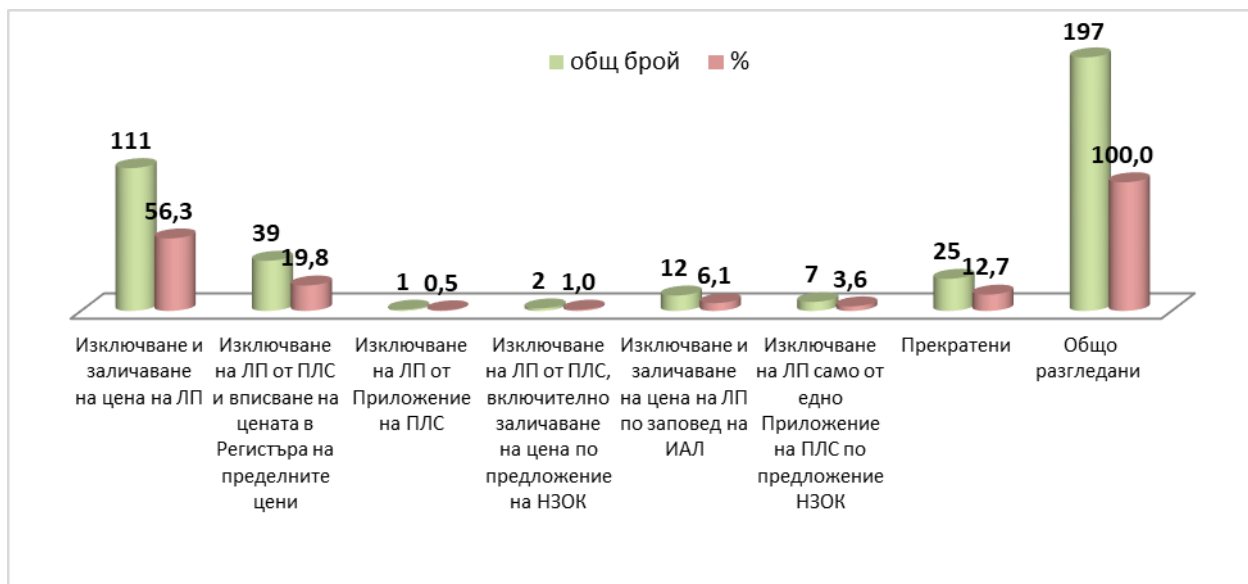 общ брой
%
111
56,3
39
19,8
1
0,5
2
1,0
12
6,1
7
3,6
25
12,7
197
100,0
Изключване и
заличаване
на цена на ЛП
Изключване
на ЛП от ПЛС
и вписване на
цената в
Регистъра на
пределните
цени
Изключване
на ЛП от
Приложение
на ПЛС
Изключване
на ЛП от ПЛС,
включително
заличаване
на цена по
предложение
на НЗОК
Изключване и
заличаване
на цена на ЛП
по заповед на
ИАЛ
Изключване
на ЛП само от
едно
Приложение
на ПЛС по
предложение
НЗОК
Прекратени
Общо
разгледани